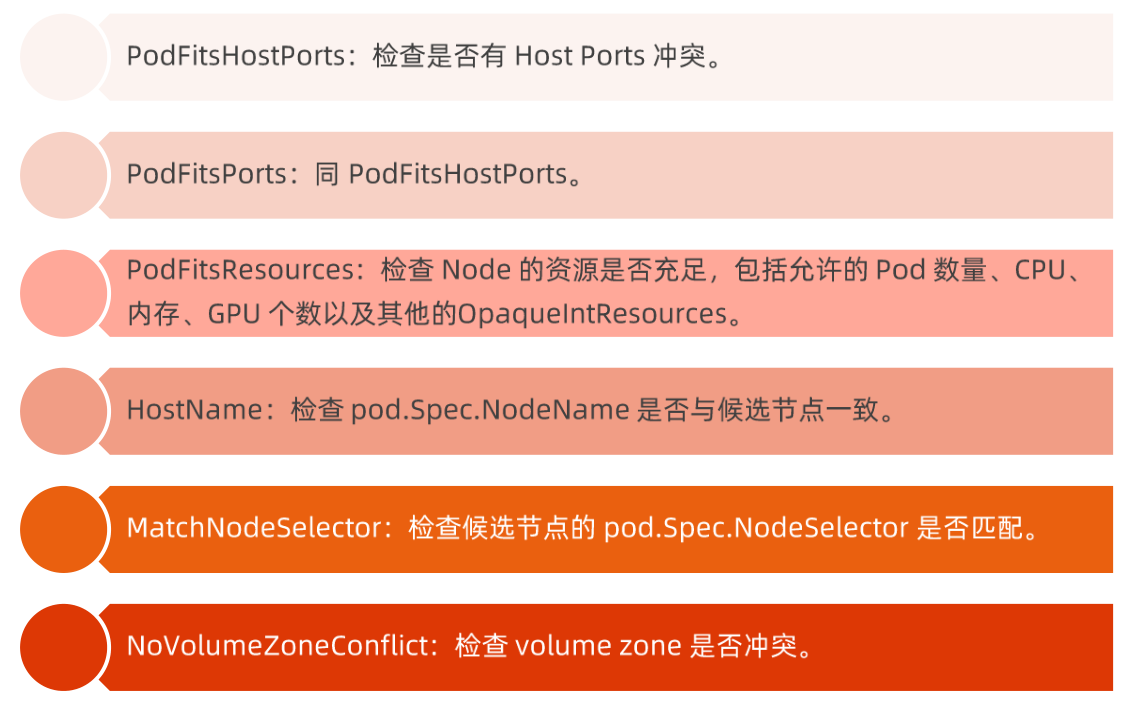 PodFitsHostPorts：检查是否有 Host Ports 冲突。
PodFitsPorts：同 PodFitsHostPorts。
PodFitsResources：检查 Node 的资源是否充足，包括允许的 Pod 数量、CPU、
内存、GPU 个数以及其他的OpaqueIntResources。
HostName：检查 pod.Spec.NodeName 是否与候选节点一致。
MatchNodeSelector：检查候选节点的 pod.Spec.NodeSelector 是否匹配。
NoVolumeZoneConflict：检查 volume zone 是否冲突。